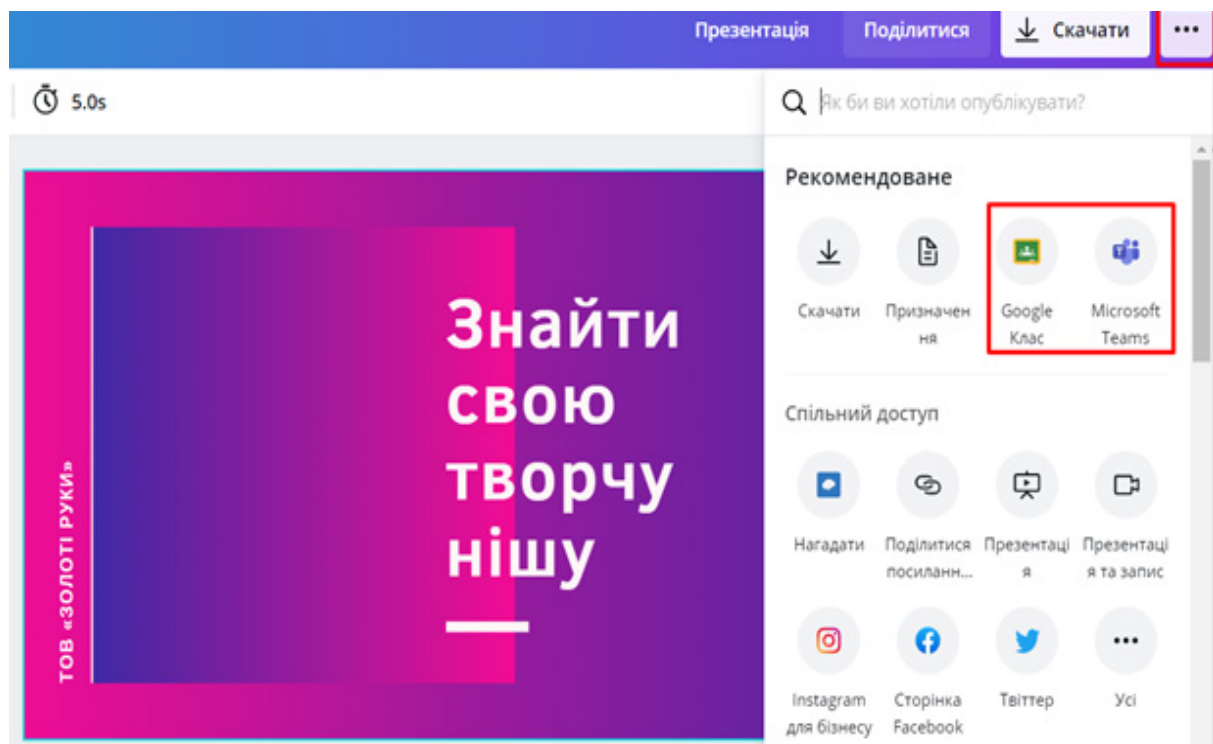 Презентація
Поділитися
Скачати
5.0s
Як би ви хотіли опублікувати?
Рекомендоване
Скачати
Призначен
ня
Google
Клас
Microsoft
Teams
Спільний доступ
Нагадати
Поділитися
посиланн...
Презентаці
я
Презентаці
я та запис
Instagram
для бізнесу
Сторінка
Facebook
Твіттер
Усі
Знайти
свою
творчу
нішу
ТОВ «ЗОЛОТІ РУКИ»